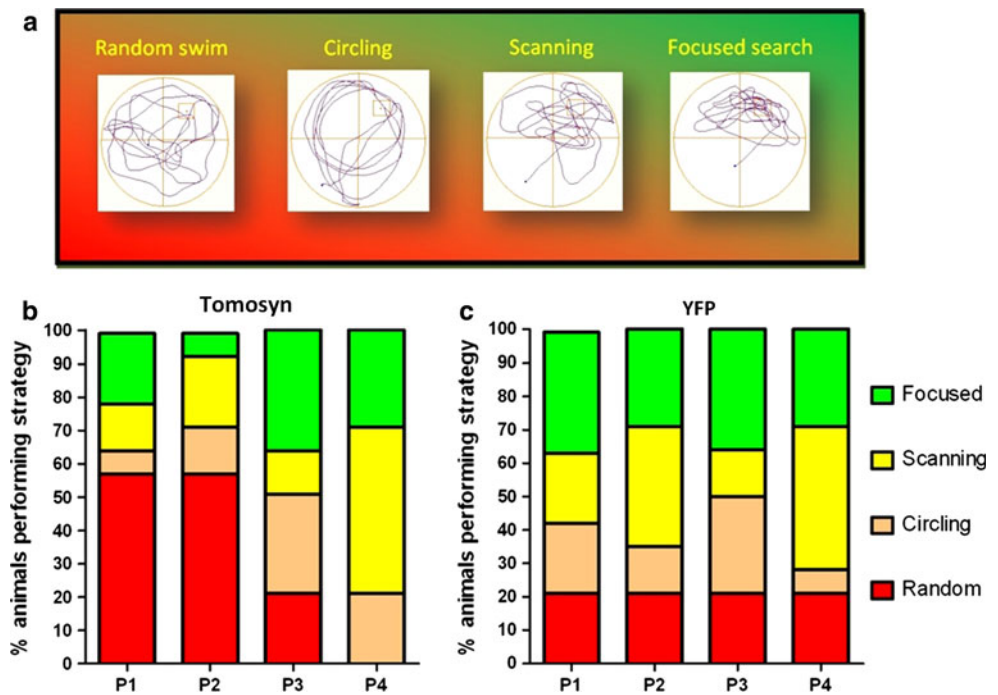 a
Random swim Circling Scanning Focused search
b Tomosyn
% animals performing strategy
100
90
80
70
60
50
40
30
20
10
0
P1 P2 P3 P4
c YFP
% animals performing strategy
100
90
80
70
60
50
40
30
20
10
0
P1 P2 P3 P4
Focused
Scanning
Circling
Random